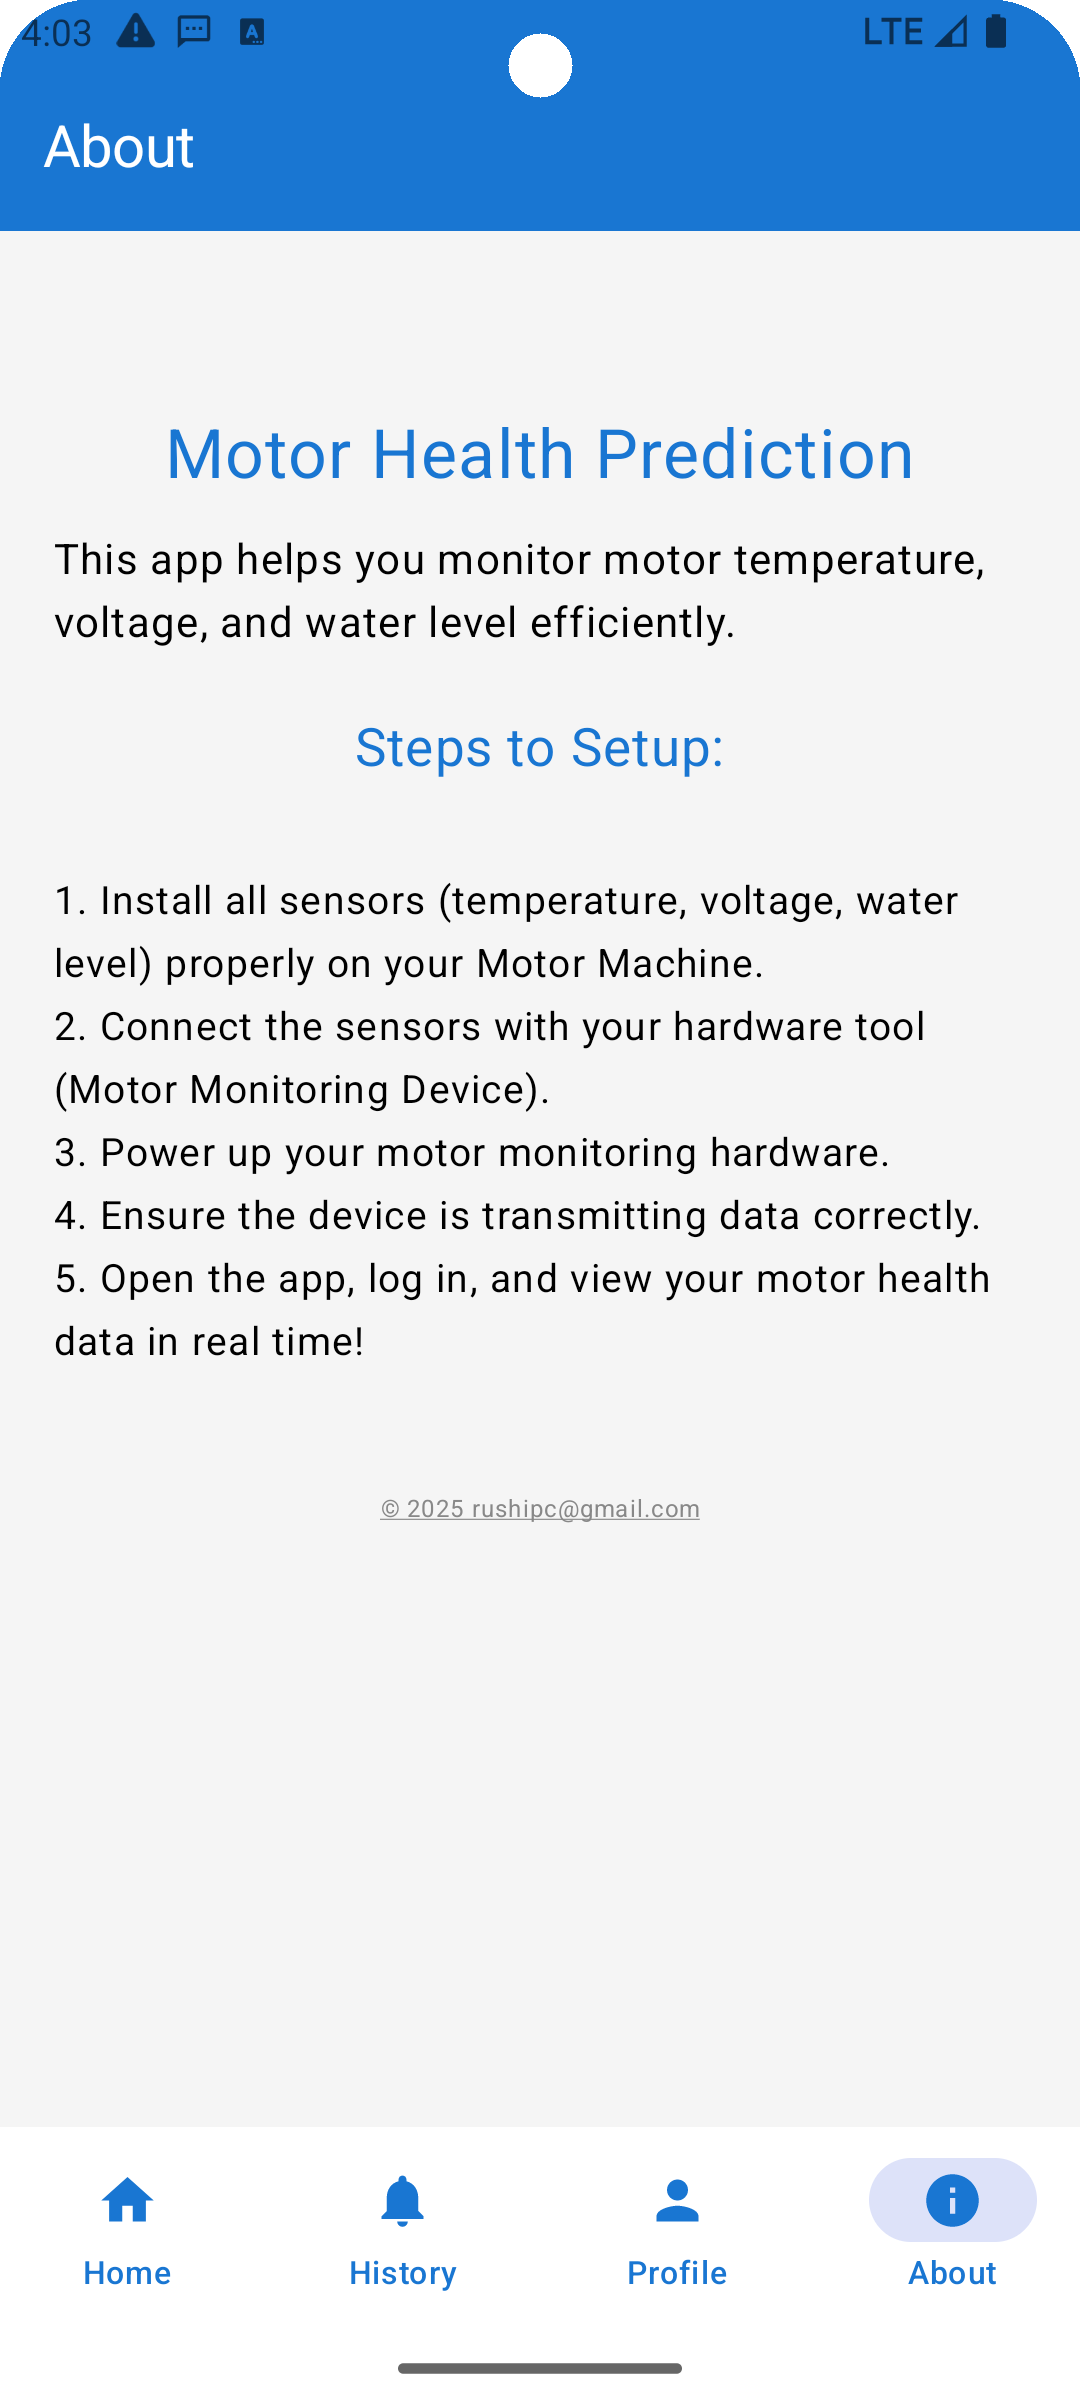 4:03
LTE
About
Motor Health Prediction
This app helps you monitor motor temperature,
voltage, and water level efficiently.
Steps to Setup:
1. Install all sensors (temperature, voltage, water
level) properly on your Motor Machine.
2. Connect the sensors with your hardware tool
(Motor Monitoring Device).
3. Power up your motor monitoring hardware.
4. Ensure the device is transmitting data correctly.
5. Open the app, log in, and view your motor health
data in real time!
© 2025 rushipc@gmail.com
Home
History
Profile
About